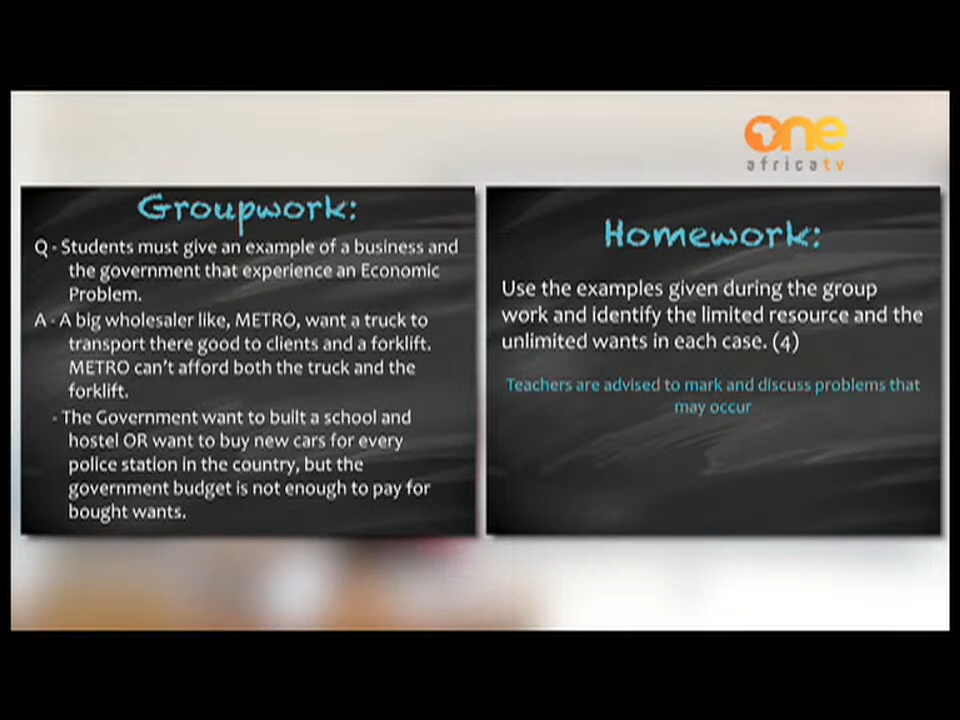 one
africatv
Groupwork:
Q - Students must give an example of a business and
the government that experience an Economic
Problem.
A - A big wholesaler like, METRO, want a truck to
transport there good to clients and a forklift.
METRO can't afford both the truck and the
forklift.
- The Government want to built a school and
hostel OR want to buy new cars for every
police station in the country, but the
government budget is not enough to pay for
bought wants.
Homework:
Use the examples given during the group
work and identify the limited resource and the
unlimited wants in each case. (4)
Teachers are advised to mark and discuss problems that
may occur